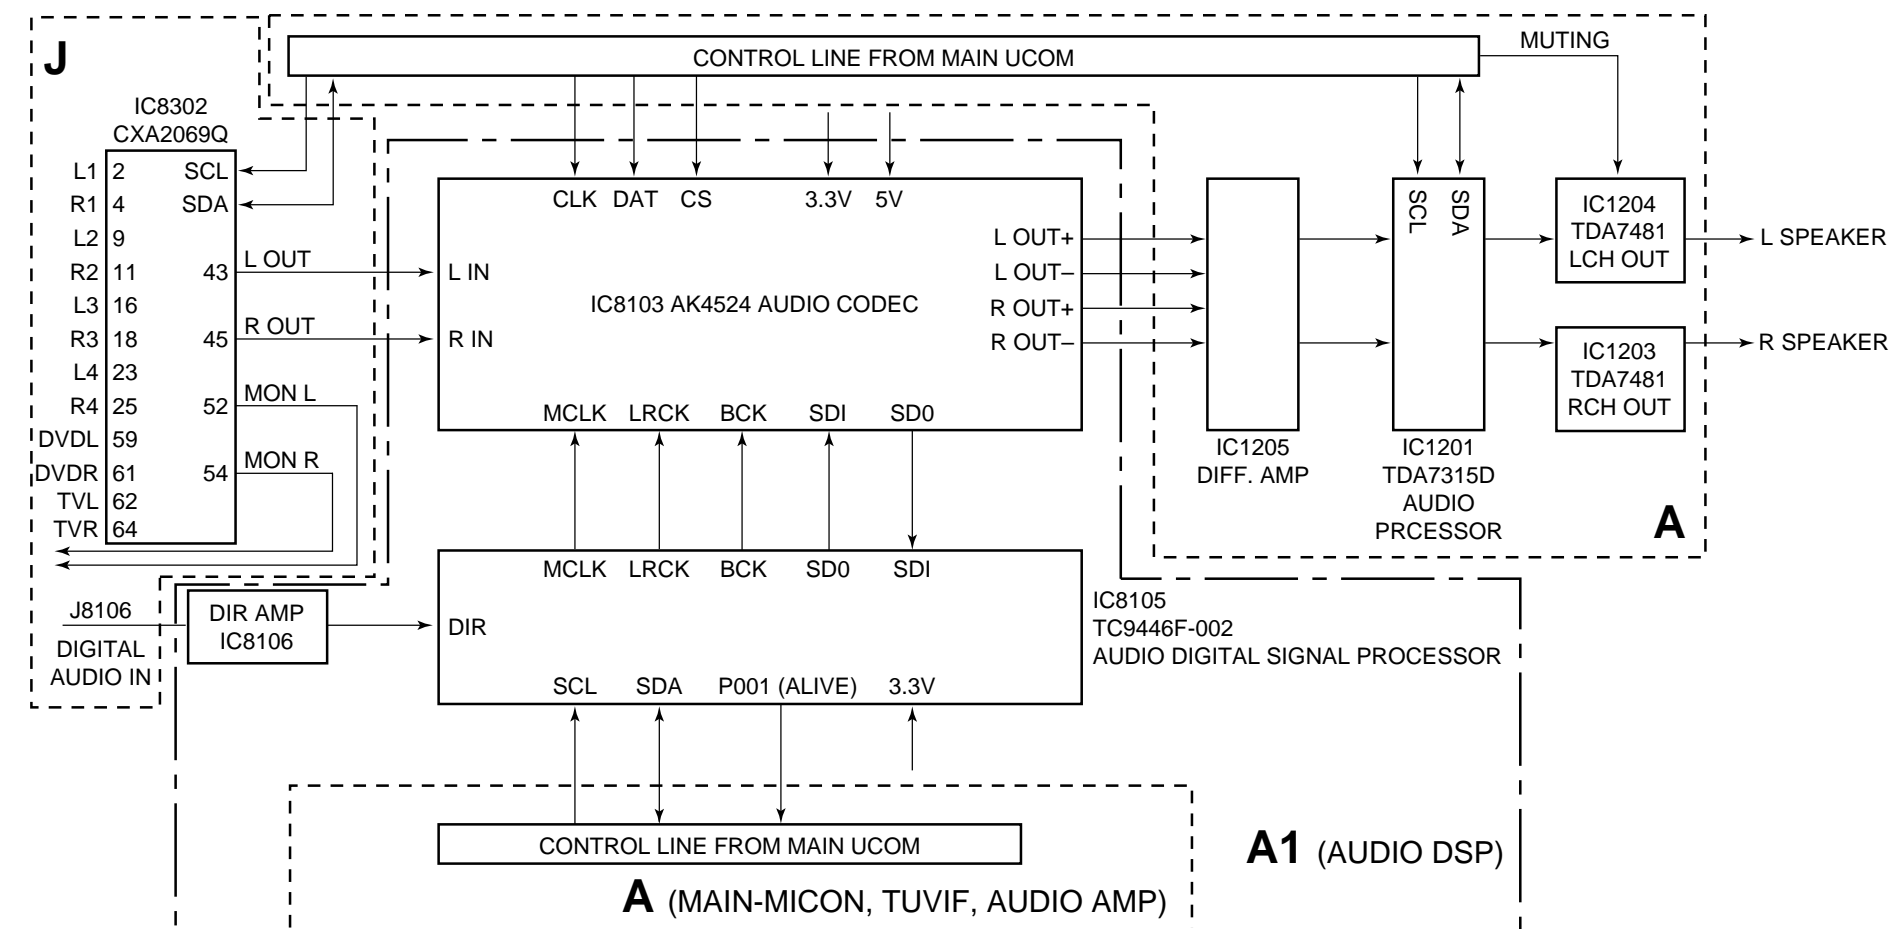 J
CONTROL LINE FROM MAIN UCOM
MUTING
IC8302
CXA2069Q
L1 2 SCL
R1 4 SDA
L2 9
R2 11 43 L OUT
L3 16
R3 18 45 R OUT
L4 23
R4 25 52 MON L
DVDL 59
DVDR 61 54 MON R
TVL 62
TVR 64
CLK DAT CS 3.3V 5V
L IN
R IN
IC8103 AK4524 AUDIO CODEC
L OUT+
L OUT–
R OUT+
R OUT–
MCLK LRCK BCK SDI SD0
IC1205
DIFF. AMP
SCL
SDA
IC1201
TDA7315D
AUDIO
PRCESSOR
IC1204
TDA7481
LCH OUT
L SPEAKER
IC1203
TDA7481
RCH OUT
R SPEAKER
A
J8106
DIGITAL
AUDIO IN
DIR AMP
IC8106
MCLK LRCK BCK SD0 SDI
DIR
SCL SDA P001 (ALIVE) 3.3V
IC8105
TC9446F-002
AUDIO DIGITAL SIGNAL PROCESSOR
CONTROL LINE FROM MAIN UCOM
A (MAIN-MICON, TUVIF, AUDIO AMP)
A1 (AUDIO DSP)